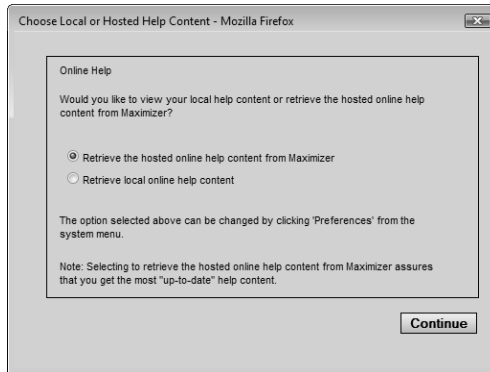 Choose Local or Hosted Help Content - Mozilla Firefox
Online Help
Would you like to view your local help content or retrieve the hosted online help
content from Maximizer?
Retrieve the hosted online help content from Maximizer
Retrieve local online help content
The option selected above can be changed by clicking 'Preferences' from the
system menu.
Note: Selecting to retrieve the hosted online help content from Maximizer assures
that you get the most "up-to-date" help content.
Continue